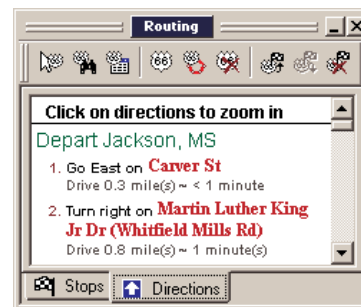 Routing
66 66
Click on directions to zoom in
Depart Jackson, MS
1. Go East on Carver St
Drive 0.3 mile(s) ~ < 1 minute
2. Turn right on Martin Luther King
Jr Dr (Whitfield Mills Rd)
Drive 0.8 mile(s) ~ 1 minute(s)
Stops Directions